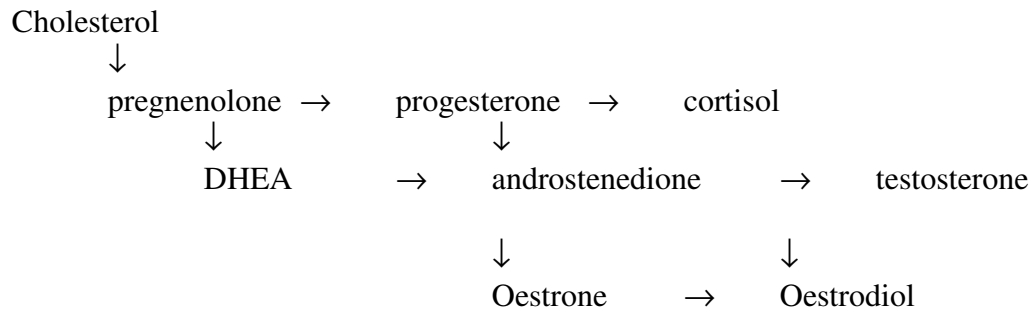 Cholesterol
↓
pregnenolone → progesterone → cortisol
↓ ↓
DHEA → androstenedione → testosterone
↓ ↓
Oestrone → Oestrodiol